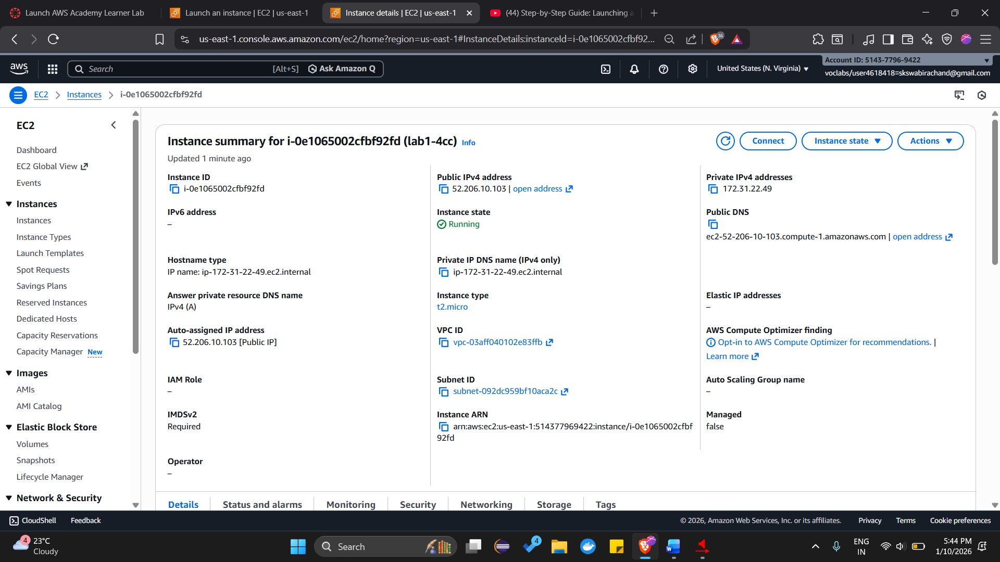 Launch AWS Academy Learner Lab
Launch an instance | EC2 | us-east-1
Instance details | EC2 | us-east-1
(44) Step-by-Step Guide: Launching a
us-east-1.console.aws.amazon.com/ec2/home?region=us-east-1#InstanceDetails:instanceId=i-0e1065002cfbf92...
36
aws
Search
[Alt+S]
Ask Amazon Q
United States (N. Virginia)
Account ID: 5143-7796-9422
voclabs/user4618418=skswabirachand@gmail.com
EC2
Instances
i-0e1065002cfbf92fd
EC2
Dashboard
EC2 Global View
Events
Instances
Instances
Instance Types
Launch Templates
Spot Requests
Savings Plans
Reserved Instances
Dedicated Hosts
Capacity Reservations
Capacity Manager New
Images
AMIs
AMI Catalog
Elastic Block Store
Volumes
Snapshots
Lifecycle Manager
Network & Security
Instance summary for i-0e1065002cfbf92fd (lab1-4cc) Info
Updated 1 minute ago
Connect
Instance state
Actions
Instance ID
i-0e1065002cfbf92fd
Public IPv4 address
52.206.10.103 | open address
Private IPv4 addresses
172.31.22.49
IPv6 address
–
Instance state
Running
Public DNS
ec2-52-206-10-103.compute-1.amazonaws.com | open address
Hostname type
IP name: ip-172-31-22-49.ec2.internal
Private IP DNS name (IPv4 only)
ip-172-31-22-49.ec2.internal
Answer private resource DNS name
IPv4 (A)
Instance type
t2.micro
Elastic IP addresses
–
Auto-assigned IP address
52.206.10.103 [Public IP]
VPC ID
vpc-03aff040102e83ffb
AWS Compute Optimizer finding
Opt-in to AWS Compute Optimizer for recommendations. |
Learn more
IAM Role
–
Subnet ID
subnet-092dc959bf10aca2c
Auto Scaling Group name
–
IMDSv2
Required
Instance ARN
arn:aws:ec2:us-east-1:514377969422:instance/i-0e1065002cfbf
92fd
Managed
false
Operator
–
Details
Status and alarms
Monitoring
Security
Networking
Storage
Tags
CloudShell
Feedback
© 2026, Amazon Web Services, Inc. or its affiliates.
Privacy
Terms
Cookie preferences
4
23°C
Cloudy
Search
4
W
ENG
IN
5:44 PM
1/10/2026